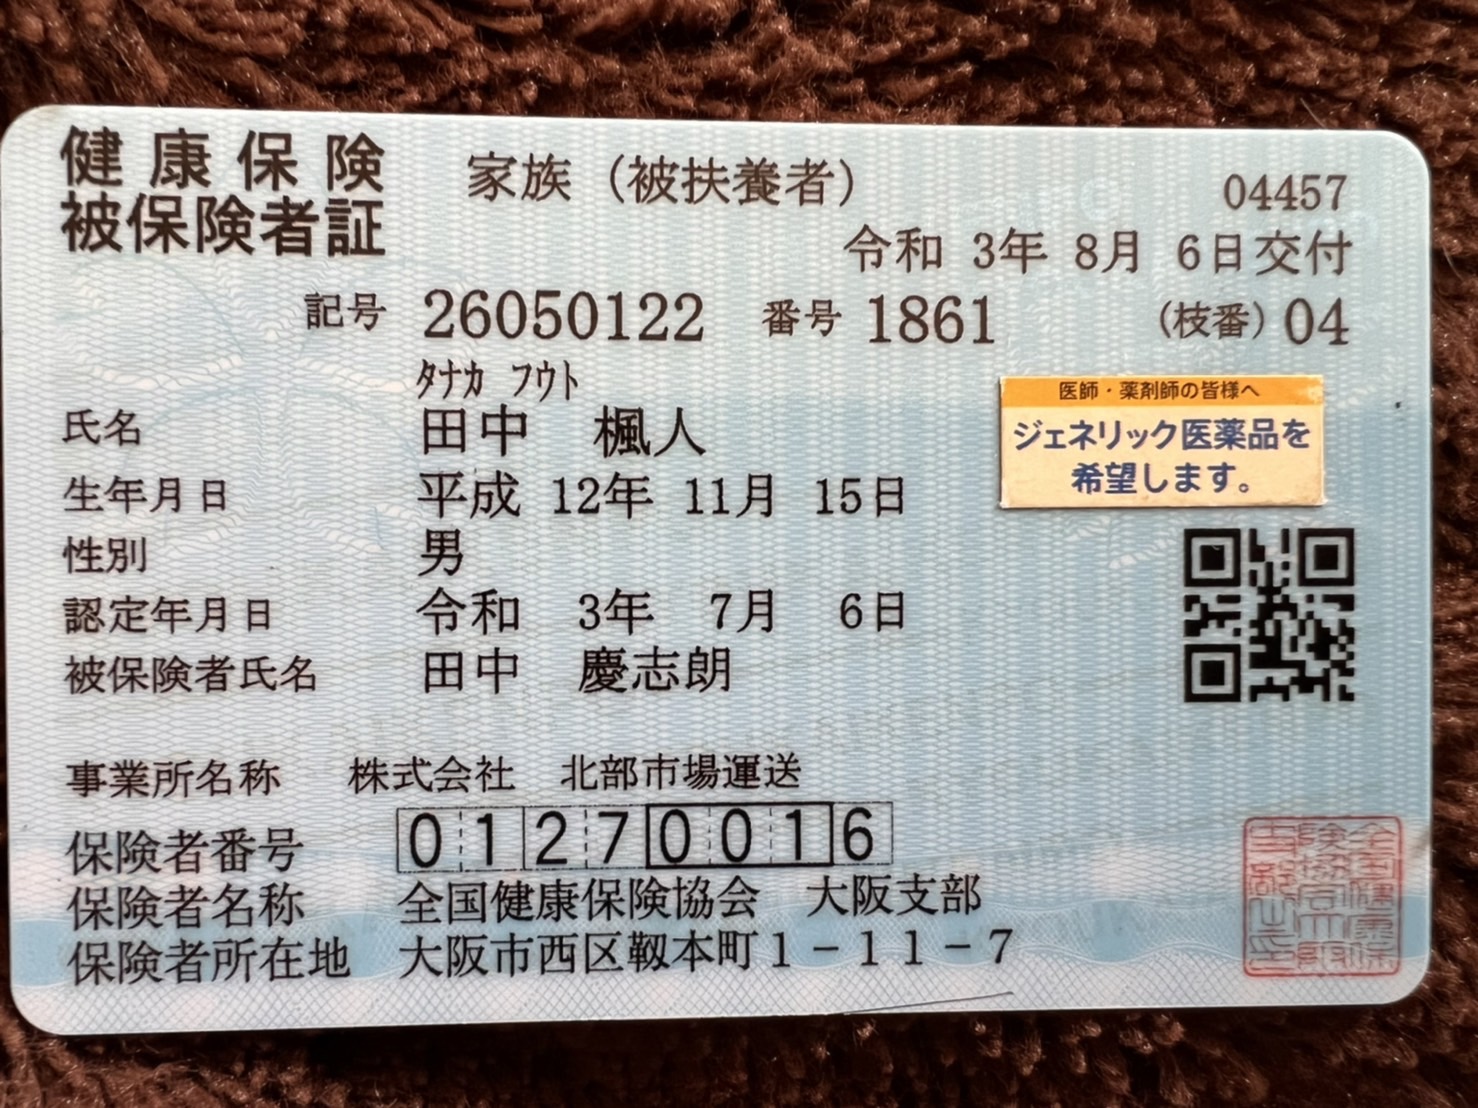 健康保険
被保険者証
家族（被扶養者）
04457
令和 3年 8月 6日交付
記号 26050122 番号 1861 （枝番）04
ﾀﾅｶ ﾌｳﾄ
氏名 田中 楓人
生年月日 平成 12年 11月 15日
性別 男
認定年月日 令和 3年 7月 6日
被保険者氏名 田中 慶志朗
医師・薬剤師の皆様へ
ジェネリック医薬品を
希望します。
事業所名称 株式会社 北部市場運送
保険者番号 01270016
保険者名称 全国健康保険協会 大阪支部
保険者所在地 大阪市西区靱本町1-11-7